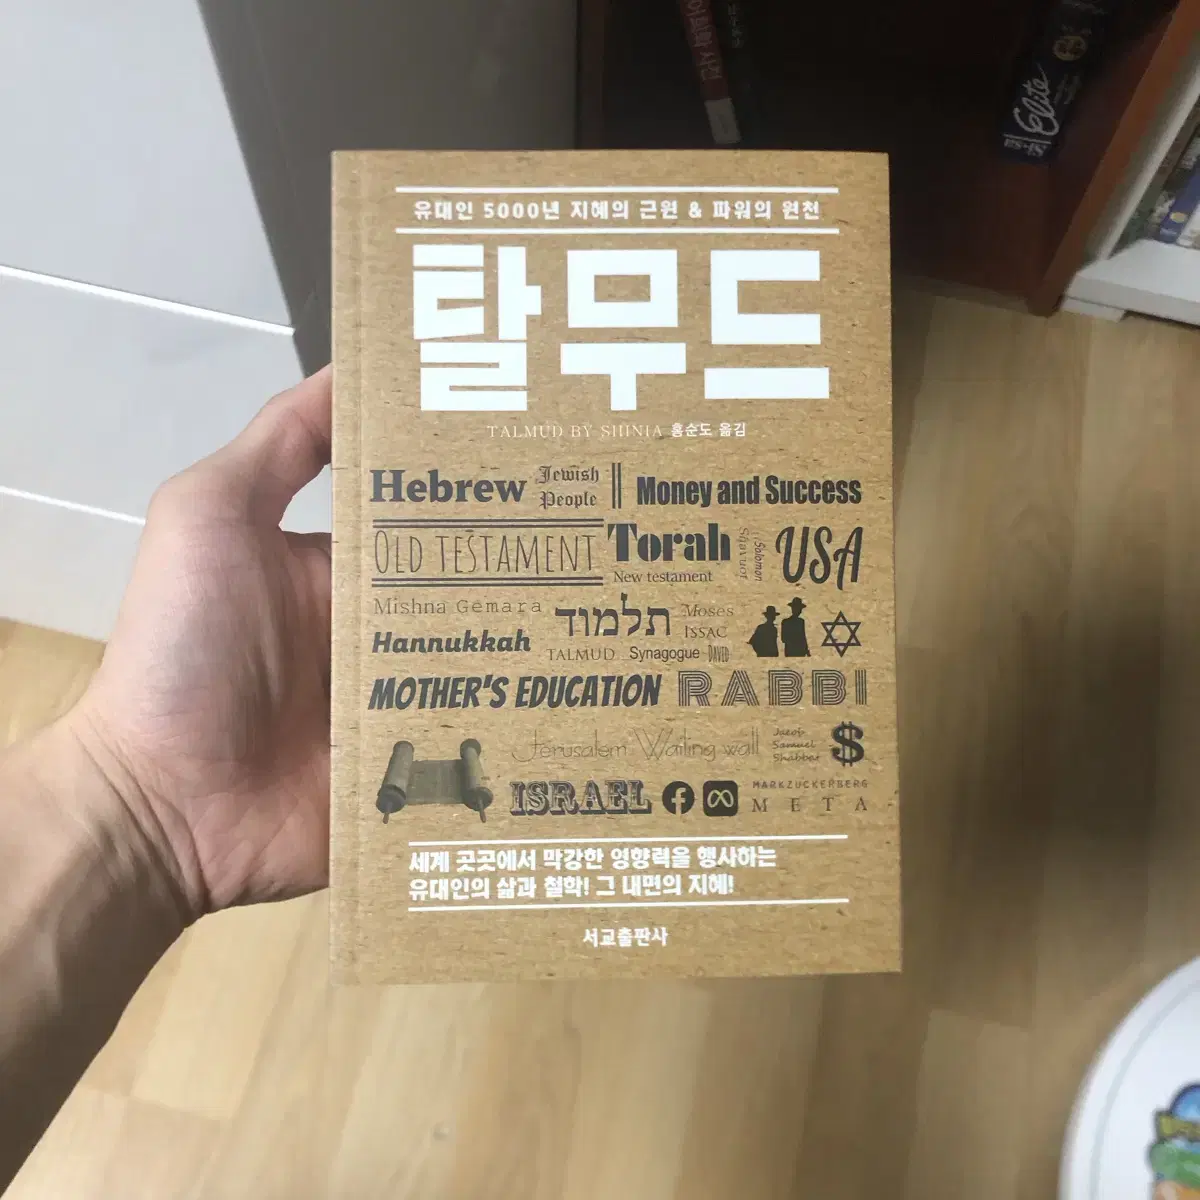 유대인 5000년 지혜의 근원 & 파워의 원천
탈무드
TALMUD BY SHINIA 홍순도 옮김
Hebrew Jewish People Money and Success
OLD TESTAMENT Torah New testament Shavuot Solomon USA
Mishna Gemara תלמוד Moses
ISSAC
Hannukkah TALMUD Synagogue DAVID
MOTHER'S EDUCATION RABBI
Jerusalem Wailing wall Jacob Samuel Shabbat $
ISRAEL MARKZUCKERBERG
META
세계 곳곳에서 막강한 영향력을 행사하는
유대인의 삶과 철학! 그 내면의 지혜!
서교출판사
Elite